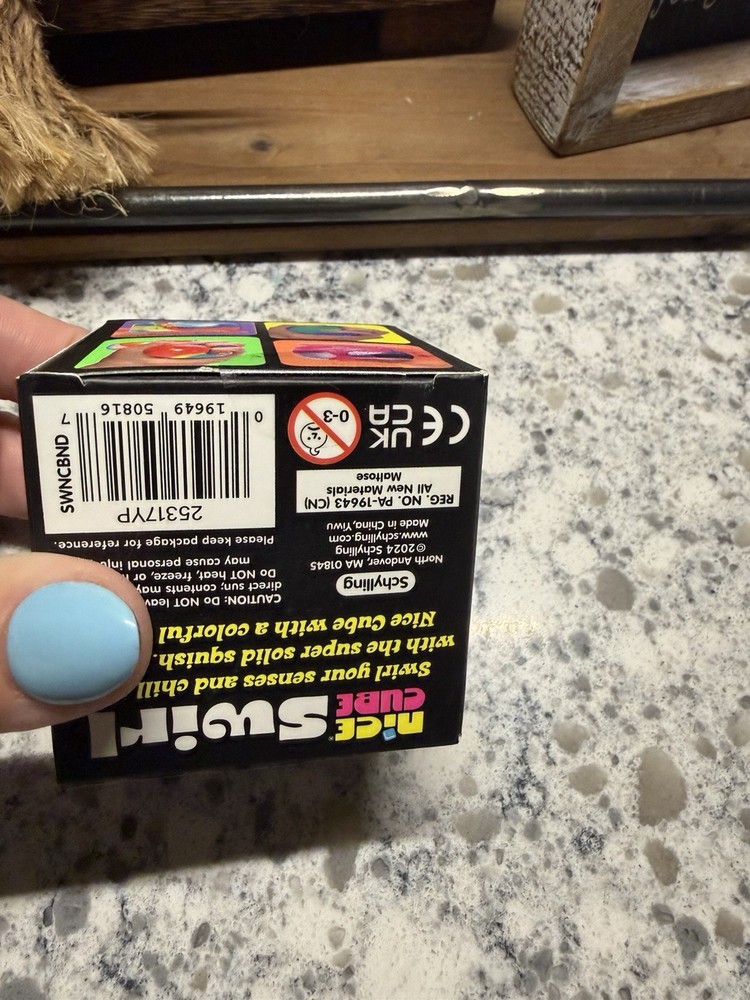 nice Swirl
CUBE
Swirl your senses and chill
with the super solid squish.
Nice Cube with a colorful
Schylling
North Andover, MA 01845
© 2024 Schylling
www.schylling.com
Made in China, Yiwu
REG. NO. PA-19643 (CN)
All New Materials
Maltose
CE UK CA
0-3
CAUTION: Do NOT leave
direct sun; contents may
Do NOT heat, freeze, or
may cause personal
Please keep package for reference.
25317YP
0 19649 50816 7
SWNCBND